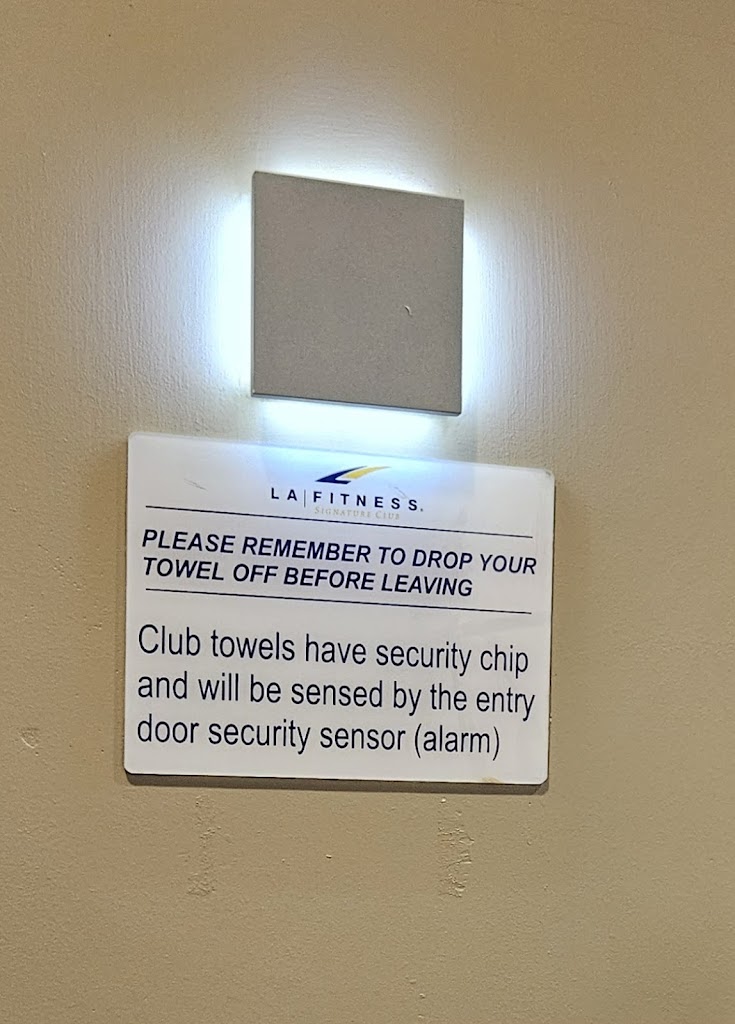 LA|FITNESS.
SIGNATURE CLUB
PLEASE REMEMBER TO DROP YOUR
TOWEL OFF BEFORE LEAVING
Club towels have security chip
and will be sensed by the entry
door security sensor (alarm)